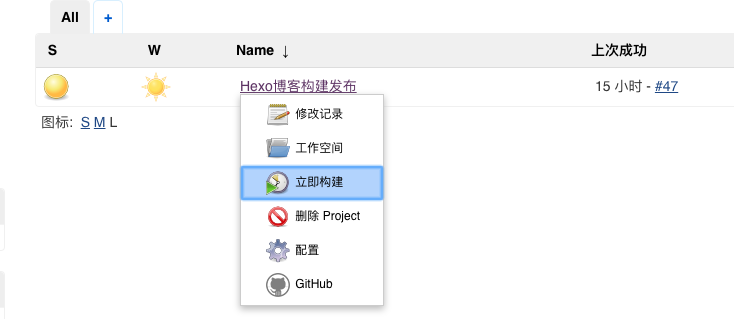 All +
S W Name ↓ 上次成功
Hexo博客构建发布 15 小时 - #47
修改记录
图标: S M L
工作空间
立即构建
删除 Project
配置
GitHub